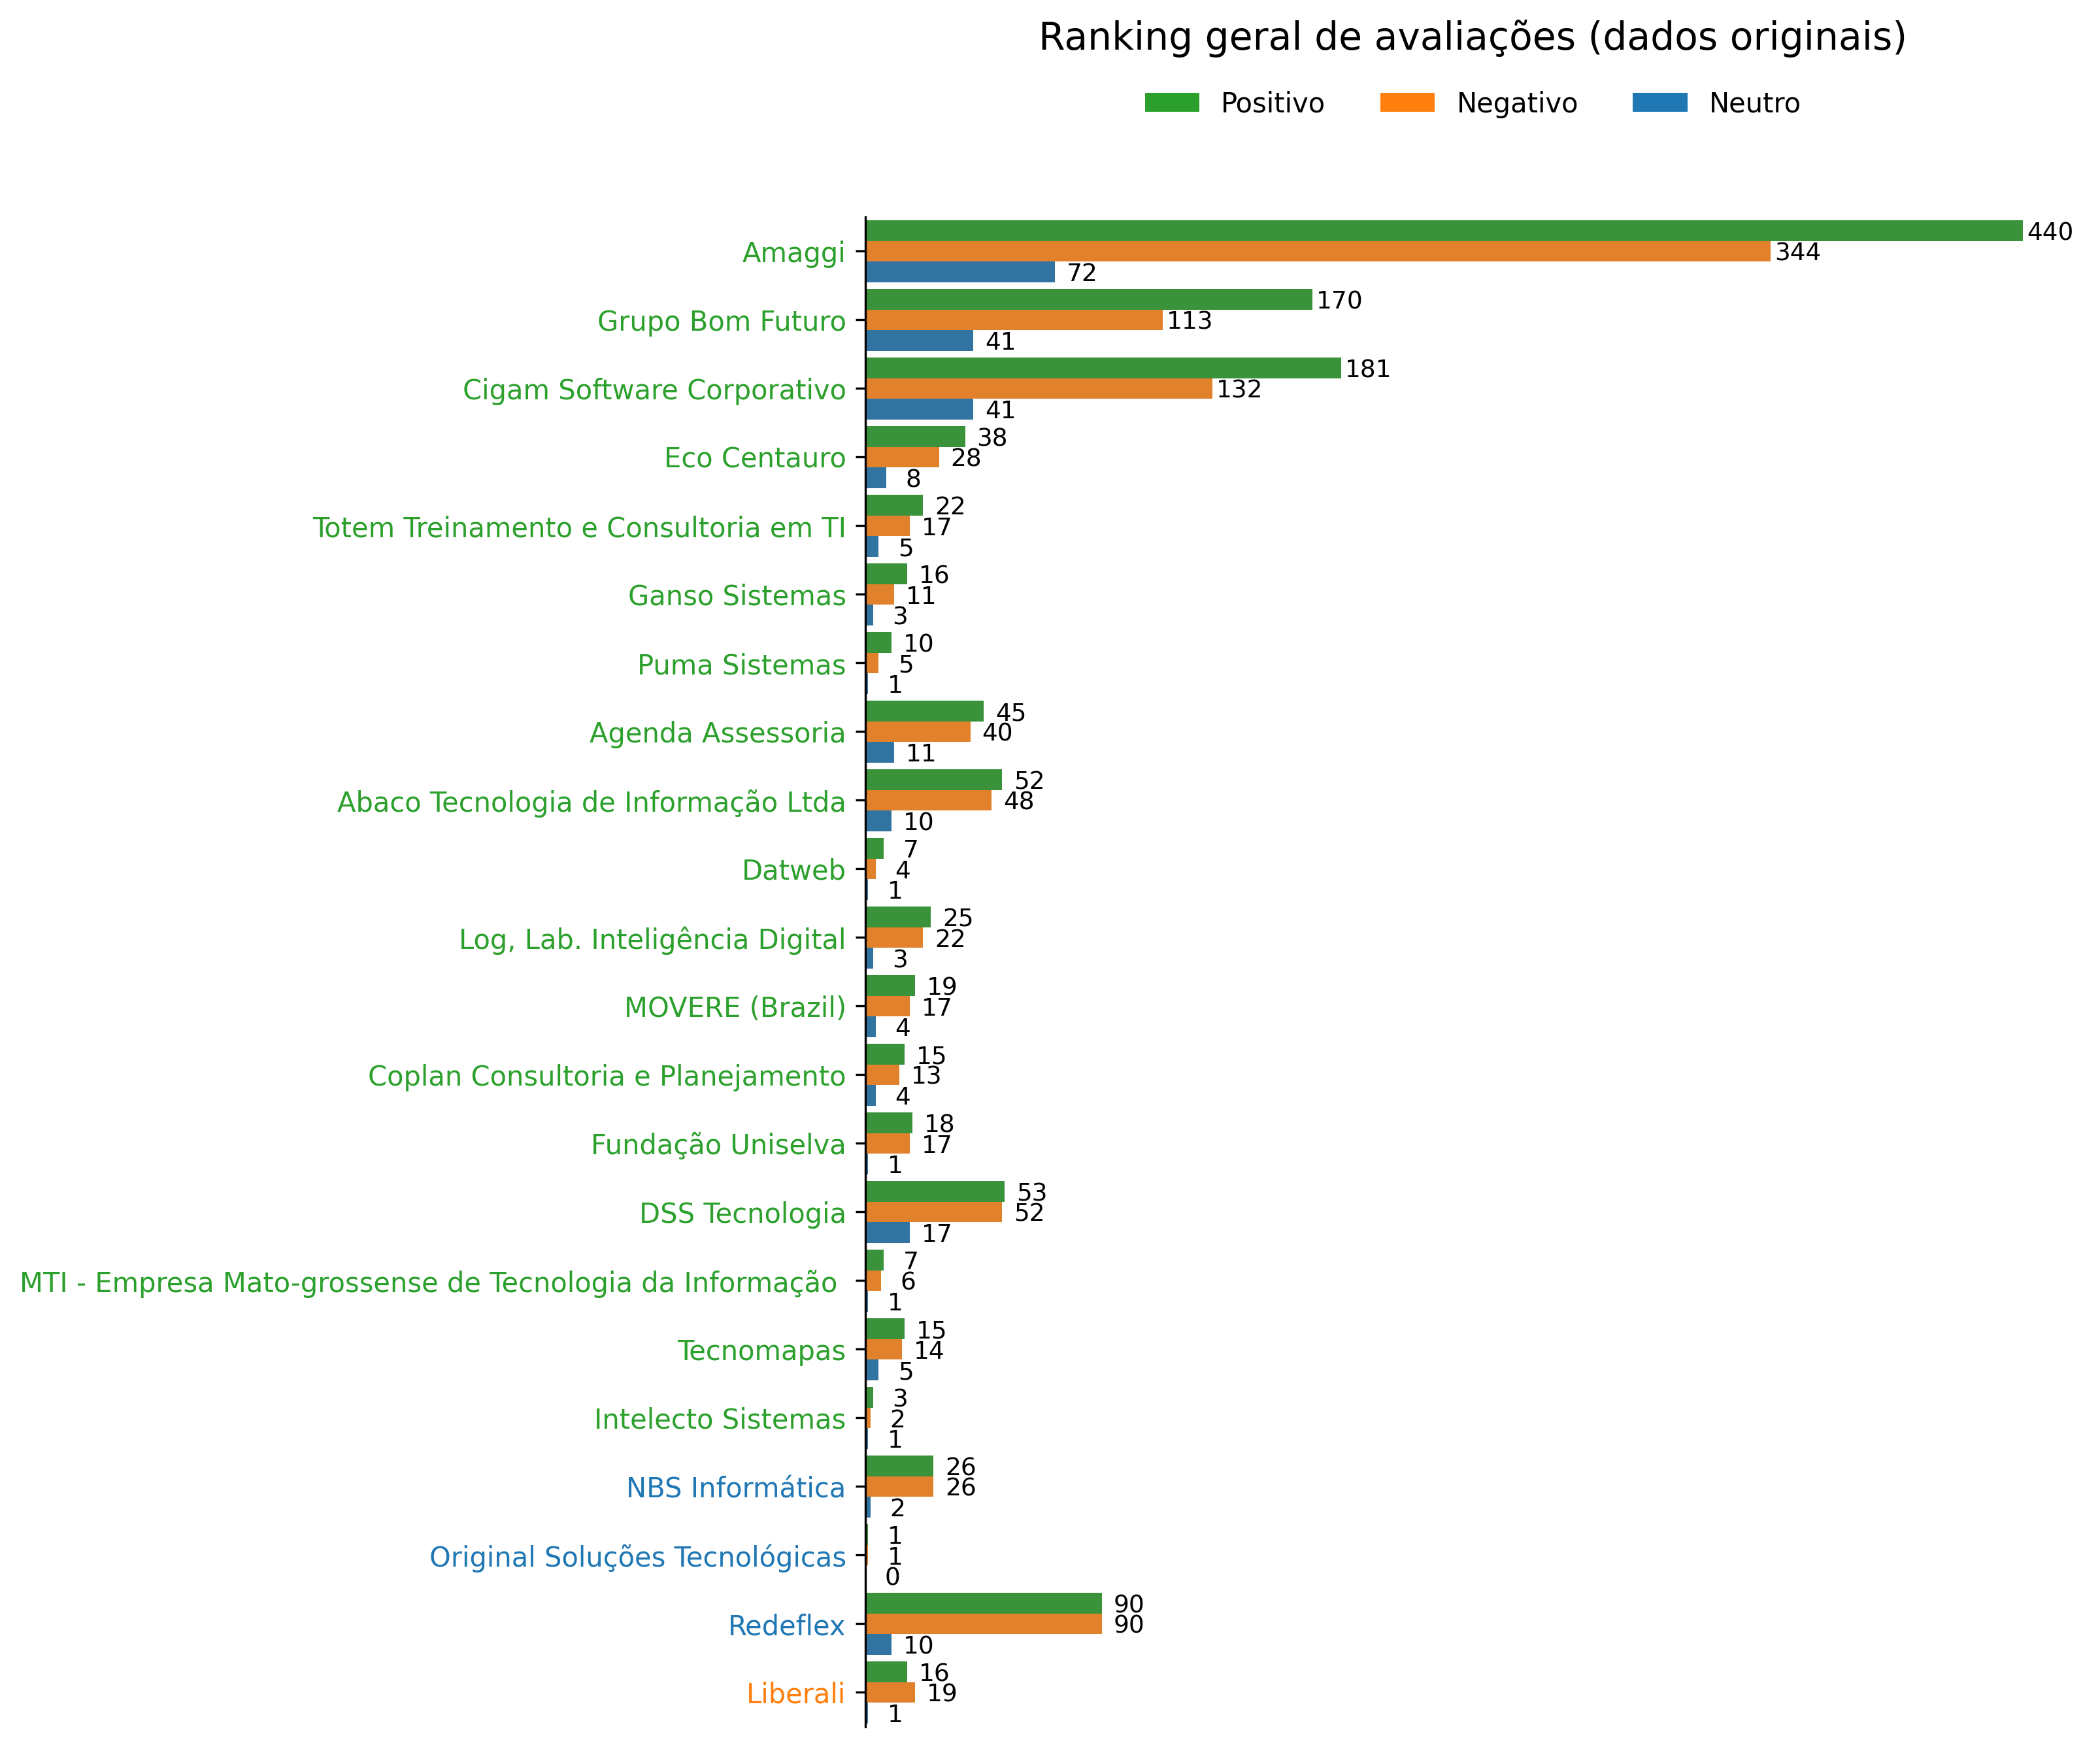 Ranking geral de avaliações (dados originais)
Positivo Negativo Neutro
Amaggi
440
344
72
Grupo Bom Futuro
170
113
41
Cigam Software Corporativo
181
132
41
Eco Centauro
38
28
8
Totem Treinamento e Consultoria em TI
22
17
5
Ganso Sistemas
16
11
3
Puma Sistemas
10
5
1
Agenda Assessoria
45
40
11
Abaco Tecnologia de Informação Ltda
52
48
10
Datweb
7
4
1
Log, Lab. Inteligência Digital
25
22
3
MOVERE (Brazil)
19
17
4
Coplan Consultoria e Planejamento
15
13
4
Fundação Uniselva
18
17
1
DSS Tecnologia
53
52
17
MTI - Empresa Mato-grossense de Tecnologia da Informação
7
6
1
Tecnomapas
15
14
5
Intelecto Sistemas
3
2
1
NBS Informática
26
26
2
Original Soluções Tecnológicas
1
1
0
Redeflex
90
90
10
Liberali
16
19
1